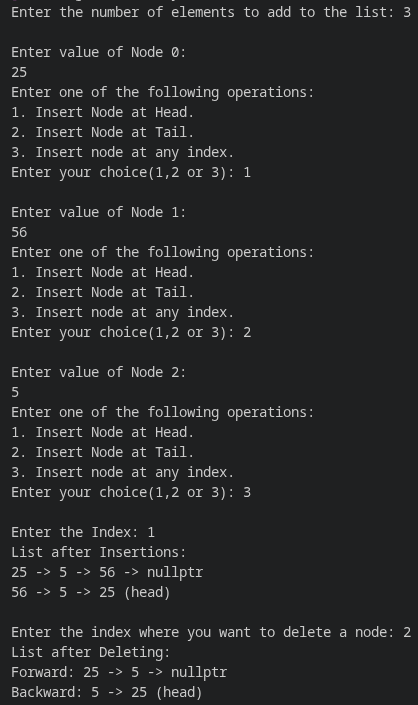 Enter the number of elements to add to the list: 3
Enter value of Node 0:
25
Enter one of the following operations:
1. Insert Node at Head.
2. Insert Node at Tail.
3. Insert node at any index.
Enter your choice(1,2 or 3): 1
Enter value of Node 1:
56
Enter one of the following operations:
1. Insert Node at Head.
2. Insert Node at Tail.
3. Insert node at any index.
Enter your choice(1,2 or 3): 2
Enter value of Node 2:
5
Enter one of the following operations:
1. Insert Node at Head.
2. Insert Node at Tail.
3. Insert node at any index.
Enter your choice(1,2 or 3): 3
Enter the Index: 1
List after Insertions:
25 -> 5 -> 56 -> nullptr
56 -> 5 -> 25 (head)
Enter the index where you want to delete a node: 2
List after Deleting:
Forward: 25 -> 5 -> nullptr
Backward: 5 -> 25 (head)